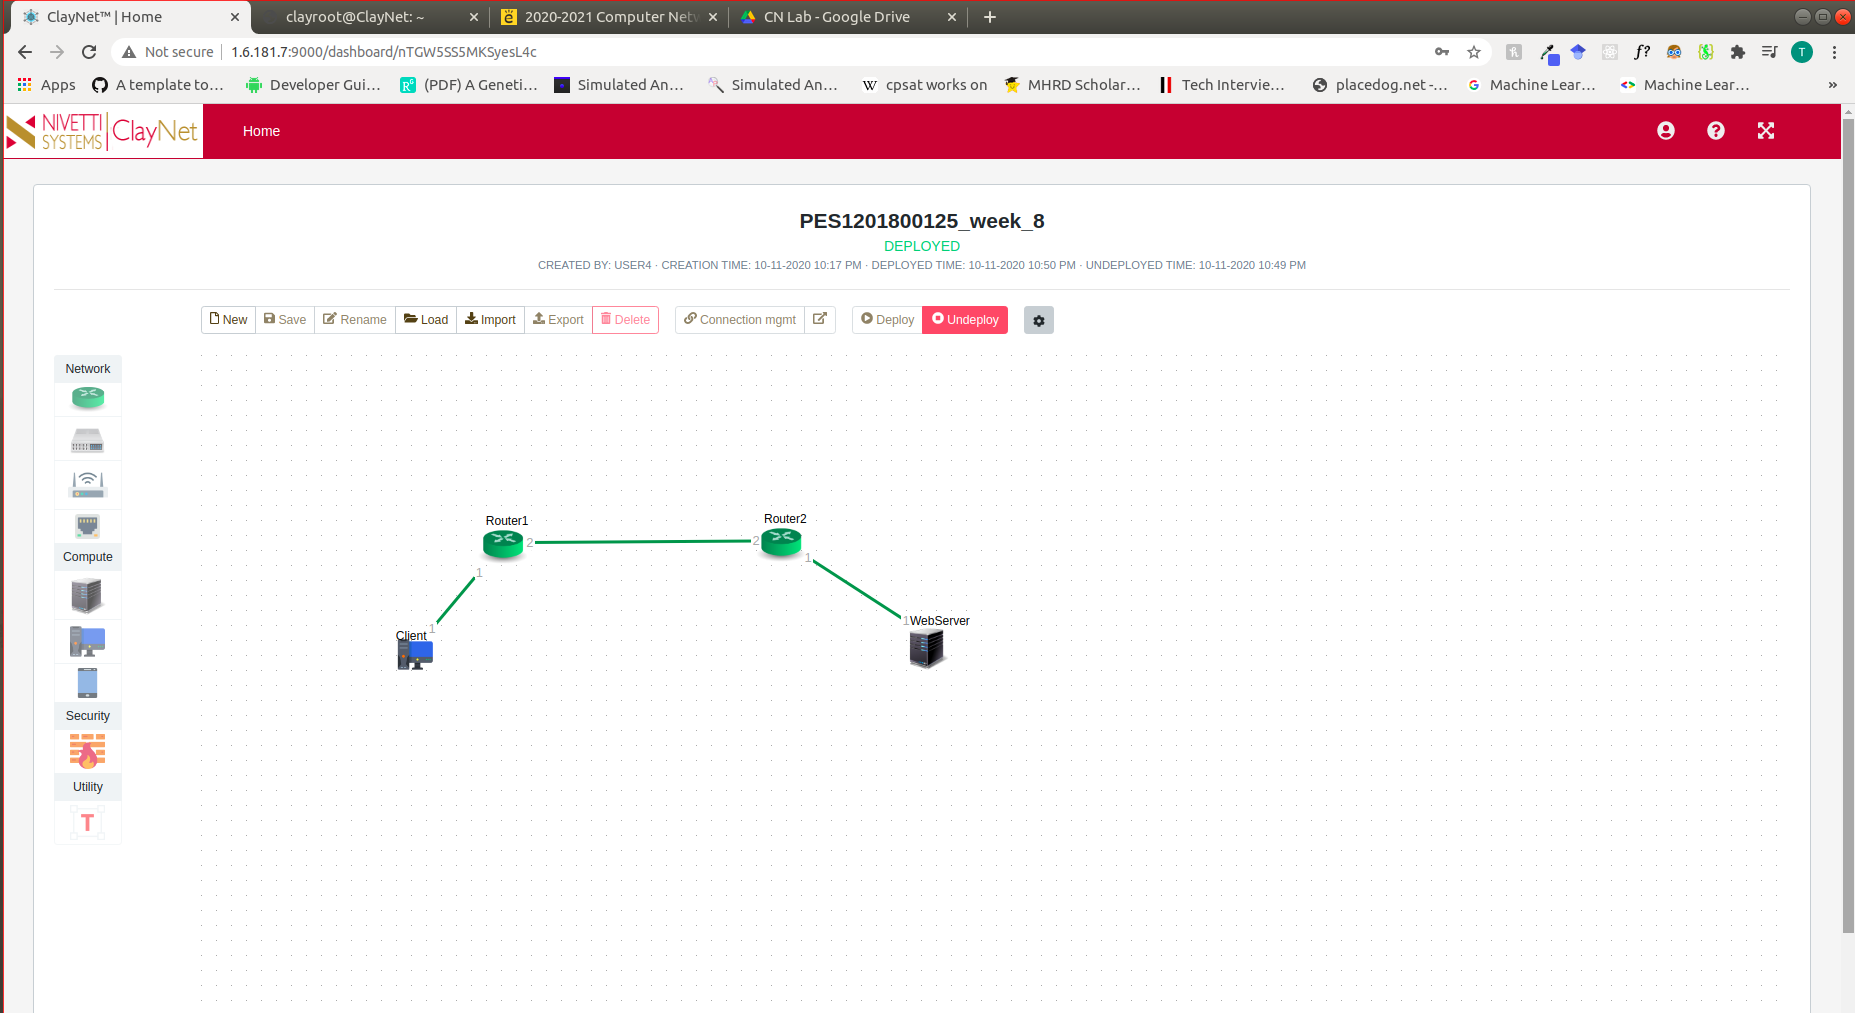 ClayNet™ | Home
clayroot@ClayNet: ~
2020-2021 Computer Netw
CN Lab - Google Drive
Not secure
1.6.181.7:9000/dashboard/nTGW5SS5MKSyesL4c
f?
T
Apps
A template to…
Developer Gui…
(PDF) A Geneti…
Simulated An…
Simulated An…
W cpsat works on
MHRD Scholar…
Tech Intervie…
placedog.net -…
G Machine Lear…
Machine Lear…
»
NIVETTI SYSTEMS | ClayNet
Home
PES1201800125_week_8
DEPLOYED
CREATED BY: USER4 · CREATION TIME: 10-11-2020 10:17 PM · DEPLOYED TIME: 10-11-2020 10:50 PM · UNDEPLOYED TIME: 10-11-2020 10:49 PM
New Save Rename Load Import Export Delete Connection mgmt Deploy Undeploy
Network
Compute
Security
Utility
T
Router1
2
1
Router2
2
1
Client
1
1
WebServer